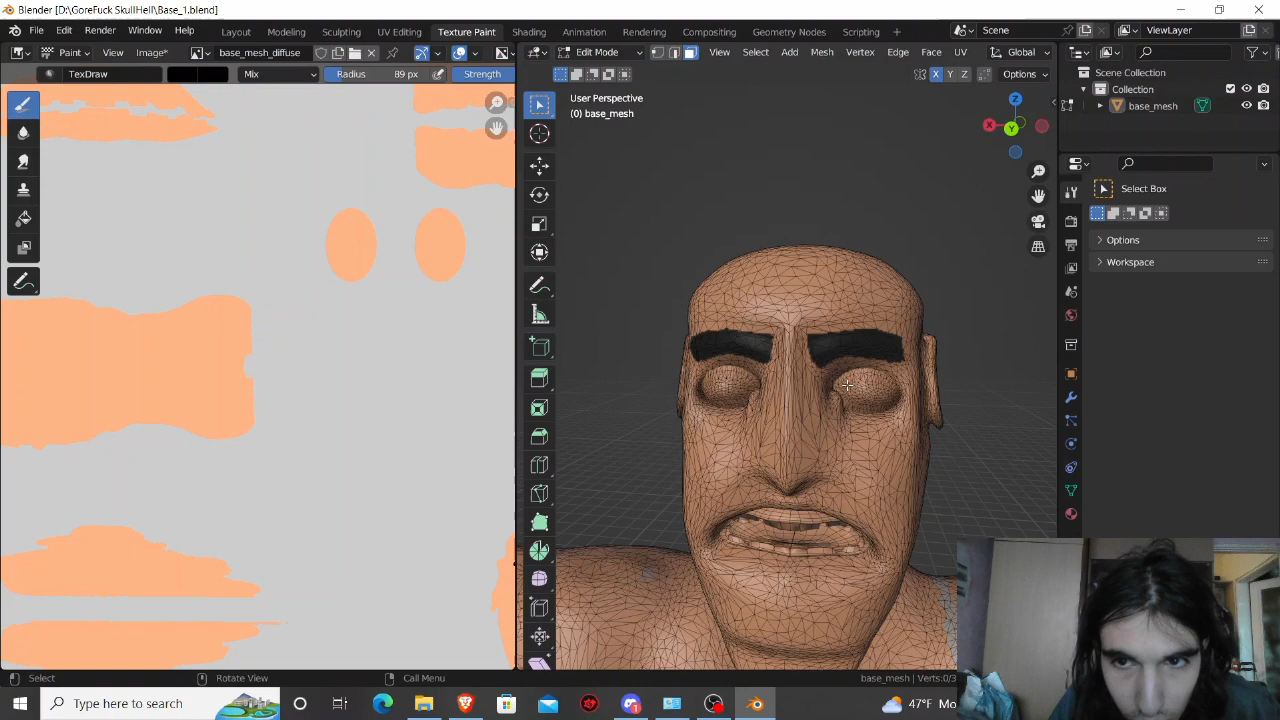 Blender [D:\GoreFuck SkullHell\Base_1.blend]
File Edit Render Window Help Layout Modeling Sculpting UV Editing Texture Paint Shading Animation Rendering Compositing Geometry Nodes Scripting + Scene ViewLayer
Paint View Image* base_mesh_diffuse Edit Mode View Select Add Mesh Vertex Edge Face UV Global
TexDraw Mix Radius 89 px Strength X Y Z Options
Scene Collection
Collection
base_mesh
User Perspective
(0) base_mesh
Z
X
Y
Select Box
Options
Workspace
Select Rotate View Call Menu base_mesh | Verts:0/3
Type here to search 1 47°F Mo